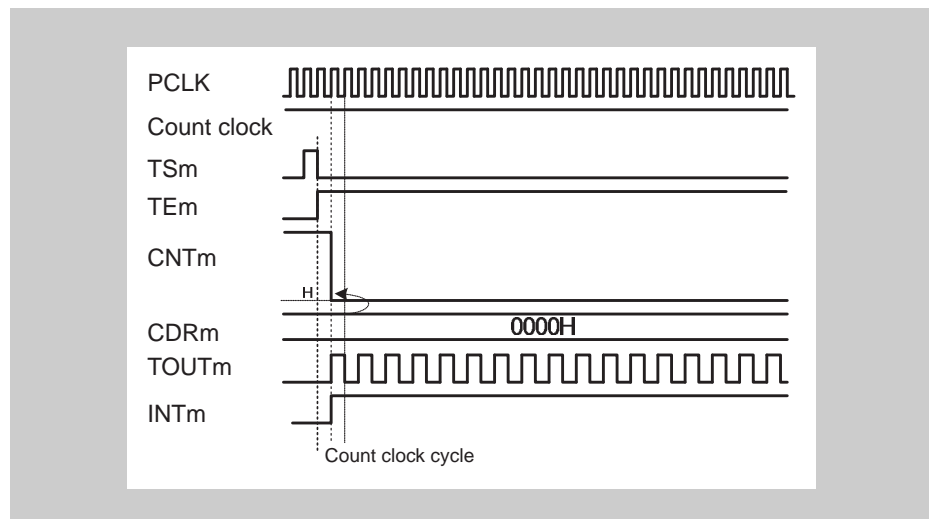 PCLK
Count clock
TSm
TEm
CNTm
H
CDRm
0000H
TOUTm
INTm
Count clock cycle